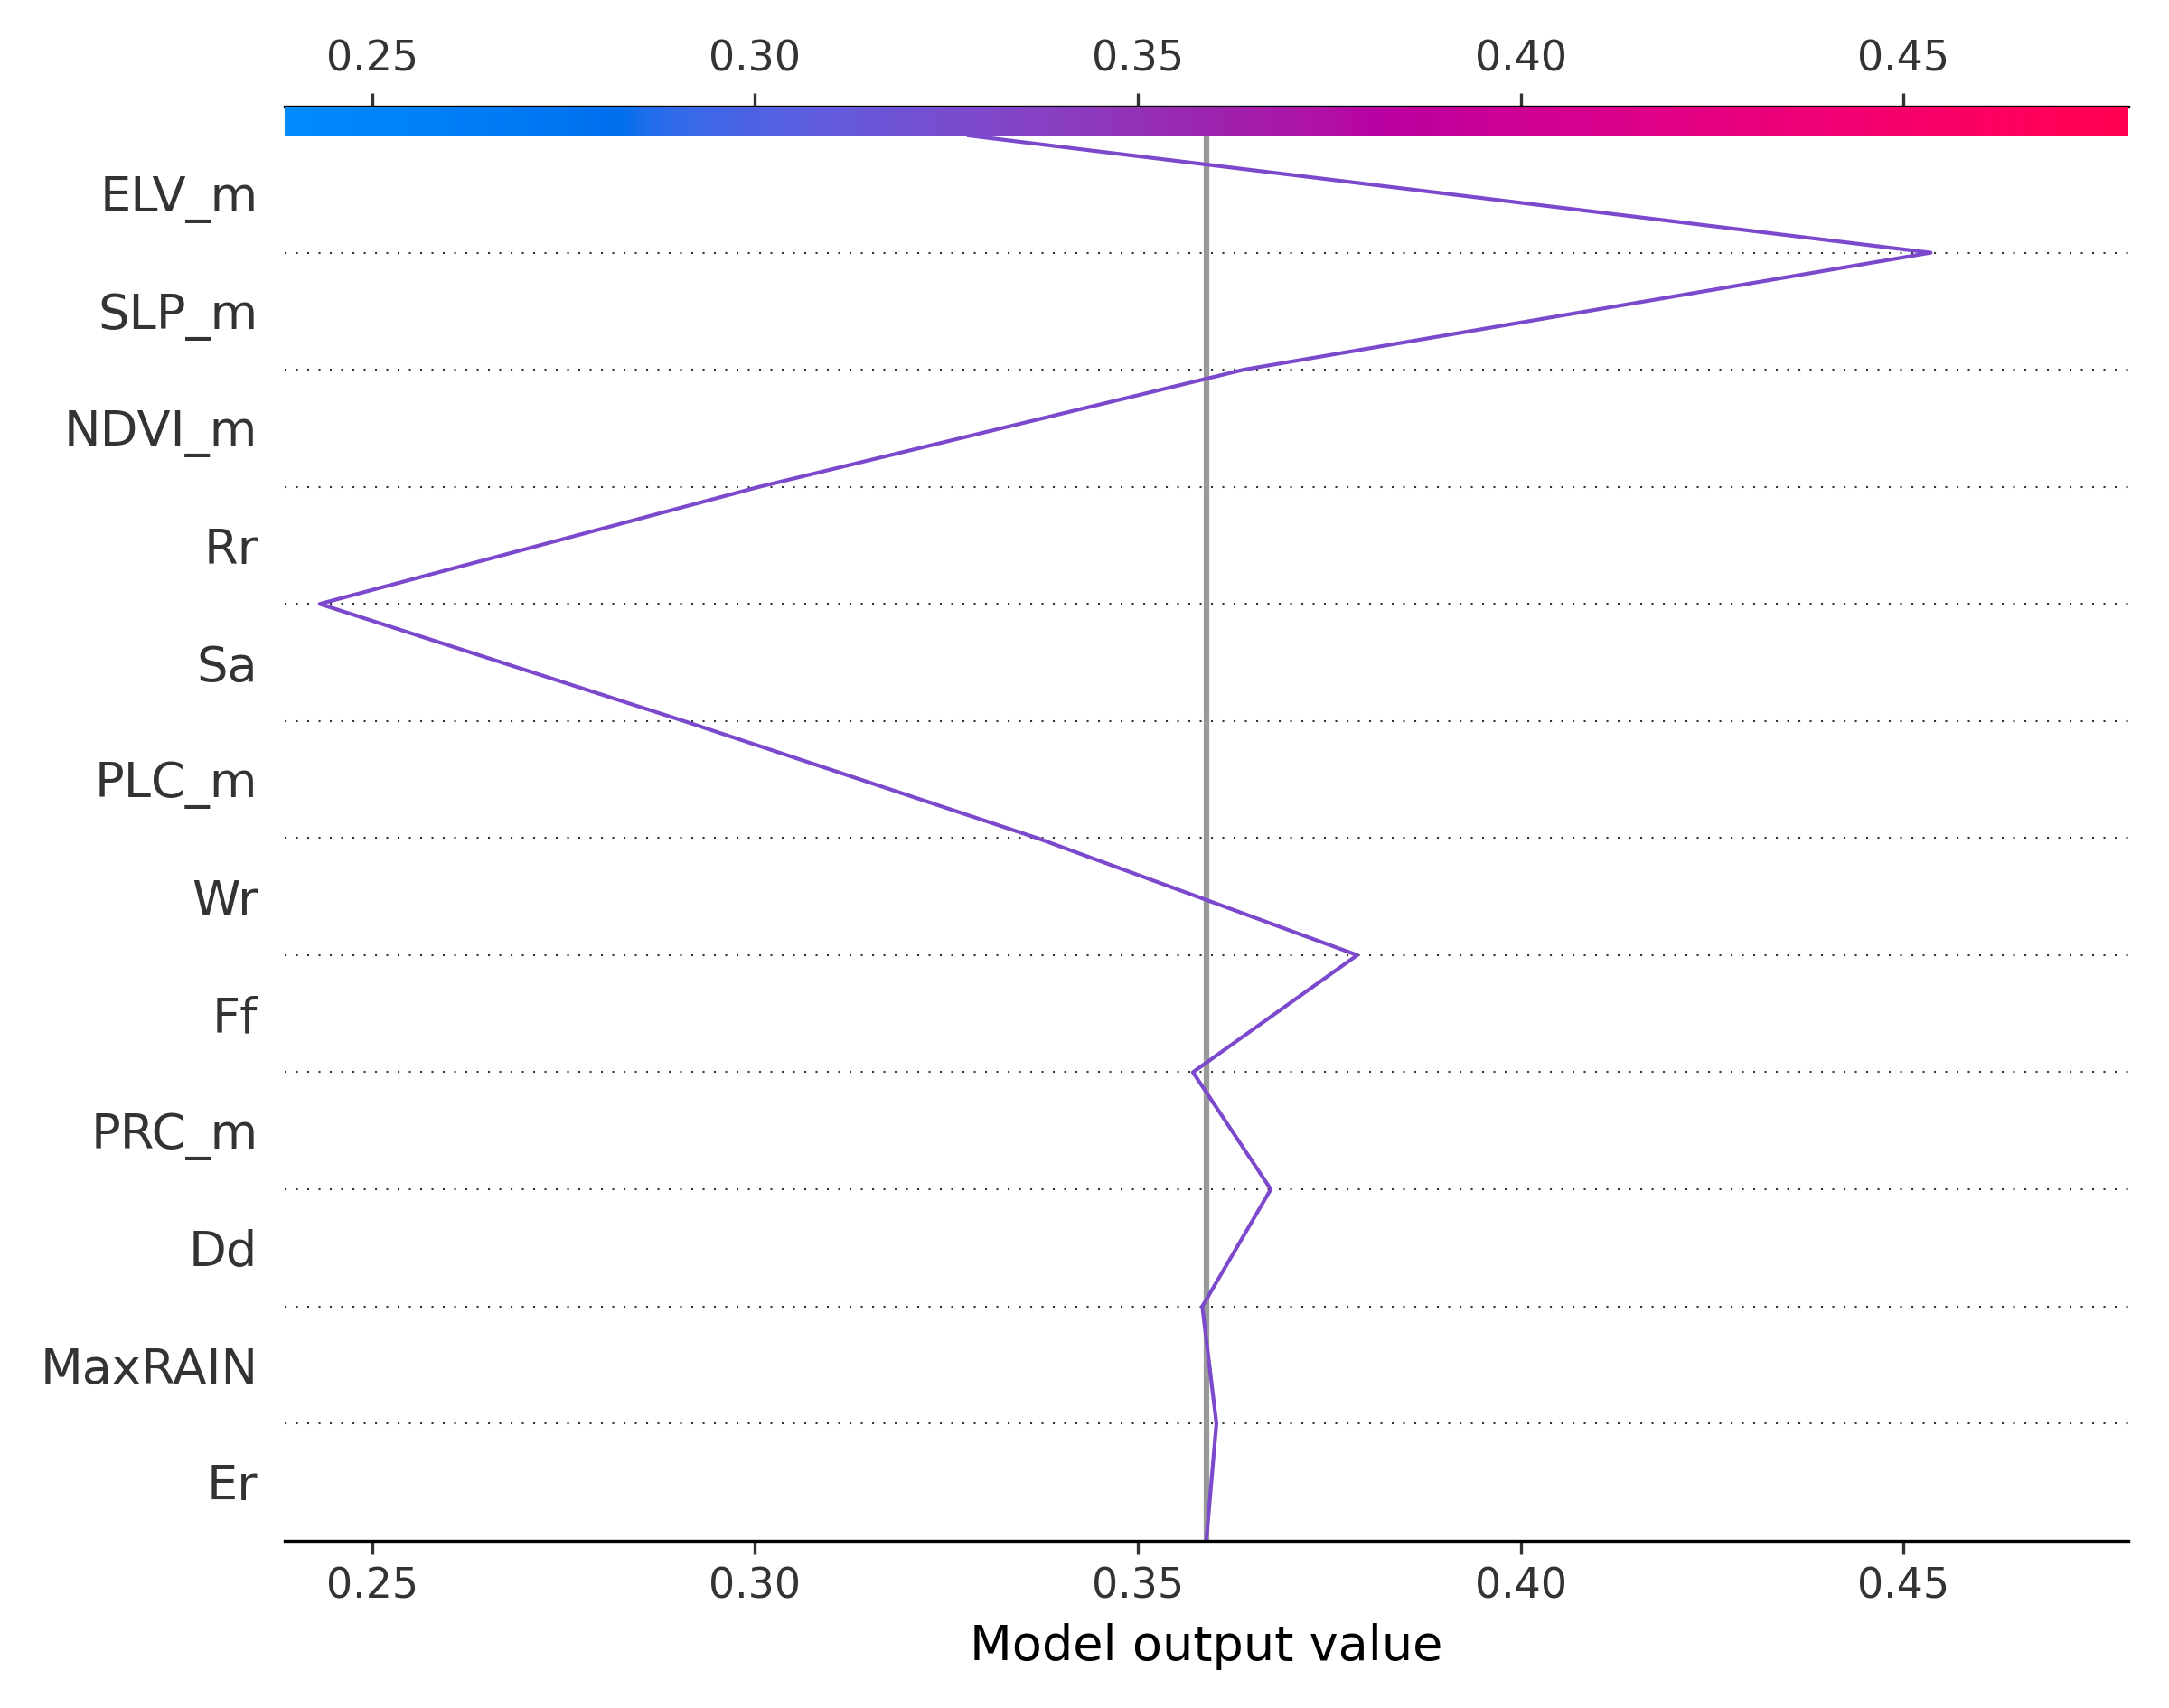 0.25 0.30 0.35 0.40 0.45
ELV_m
SLP_m
NDVI_m
Rr
Sa
PLC_m
Wr
Ff
PRC_m
Dd
MaxRAIN
Er
0.25 0.30 0.35 0.40 0.45
Model output value